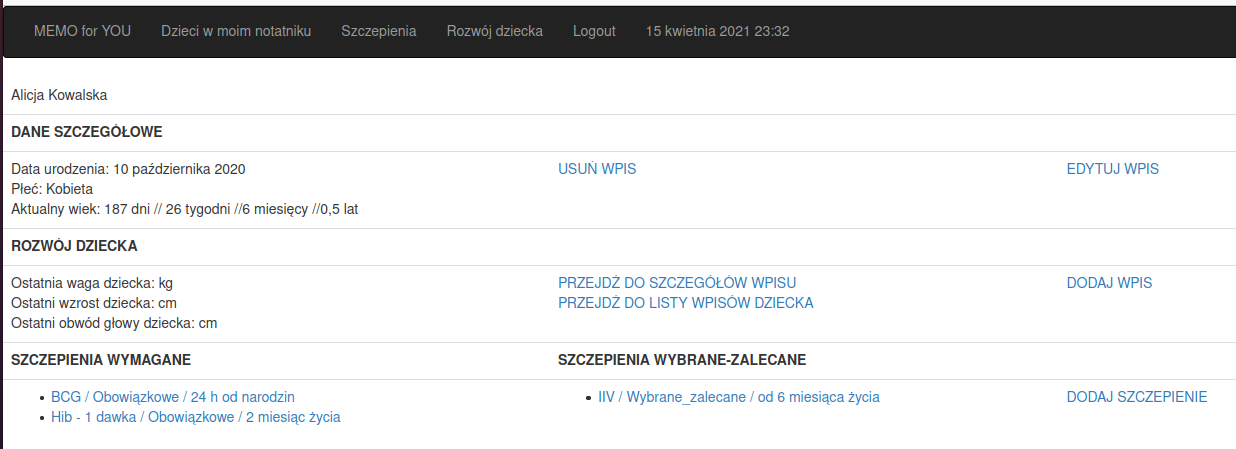 MEMO for YOU Dzieci w moim notatniku Szczepienia Rozwój dziecka Logout 15 kwietnia 2021 23:32
Alicja Kowalska
DANE SZCZEGÓŁOWE
Data urodzenia: 10 października 2020 USUŃ WPIS EDYTUJ WPIS
Płeć: Kobieta
Aktualny wiek: 187 dni // 26 tygodni //6 miesięcy //0,5 lat
ROZWÓJ DZIECKA
Ostatnia waga dziecka: kg PRZEJDŹ DO SZCZEGÓŁÓW WPISU DODAJ WPIS
Ostatni wzrost dziecka: cm PRZEJDŹ DO LISTY WPISÓW DZIECKA
Ostatni obwód głowy dziecka: cm
SZCZEPIENIA WYMAGANE SZCZEPIENIA WYBRANE-ZALECANE
• BCG / Obowiązkowe / 24 h od narodzin • IIV / Wybrane_zalecane / od 6 miesiąca życia DODAJ SZCZEPIENIE
• Hib - 1 dawka / Obowiązkowe / 2 miesiąc życia